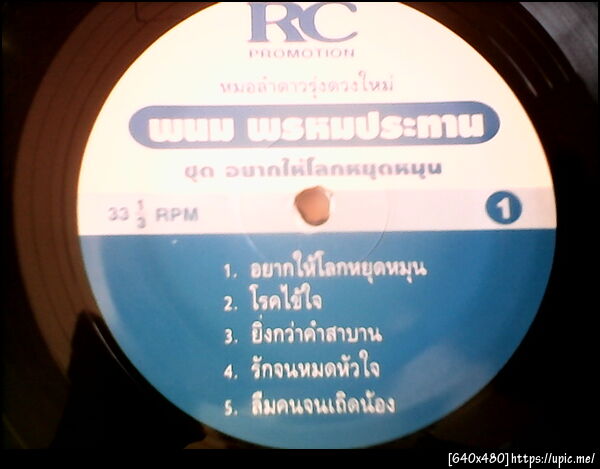 RC
PROMOTION
หมอลำดาวรุ่งดวงใหม่
พนม พรหมประทาน
ชุด อยากให้โลกหยุดหมุน
33 1/3 RPM
1
1. อยากให้โลกหยุดหมุน
2. โรคไข้ใจ
3. ยิ่งกว่าคำสาบาน
4. รักจนหมดหัวใจ
5. ลืมคนจนเถิดน้อง
[640x480]https://upic.me/